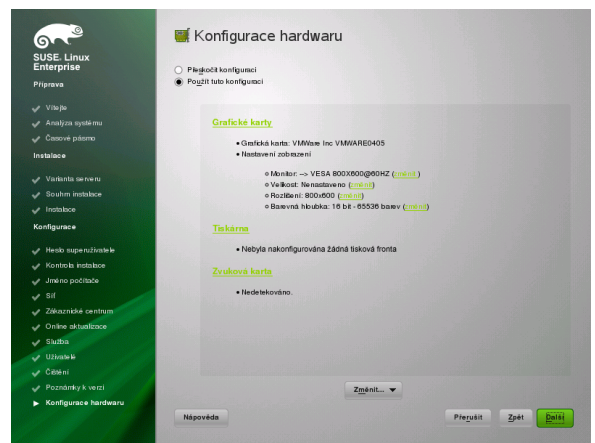 SUSE. Linux
Enterprise
Příprava
Vítejte
Analýza systému
Časové pásmo
Instalace
Varianta serveru
Souhrn instalace
Instalace
Konfigurace
Heslo superuživatele
Kontrola instalace
Jméno počítače
Síť
Zákaznické centrum
Online aktualizace
Služba
Uživatelé
Čištění
Poznámky k verzi
Konfigurace hardwaru
Konfigurace hardwaru
Přeskočit konfiguraci
Použít tuto konfiguraci
Grafické karty
• Grafická karta: VMWare Inc VMWARE0405
• Nastavení zobrazení
Monitor: --> VESA 800X600@60HZ (změnit )
Velikost: Nenastaveno (změnit)
Rozlišení: 800x600 (změnit)
Barevná hloubka: 16 bit - 65536 barev (změnit)
Tiskárna
• Nebyla nakonfigurována žádná tisková fronta
Zvuková karta
• Nedetekováno.
Změnit...
Nápověda
Přerušit
Zpět
Další